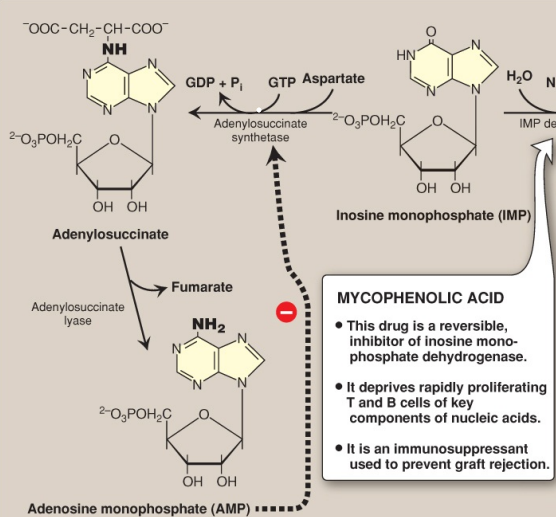 ⁻OOC–CH₂–CH–COO⁻
NH
N
N
N
N
²⁻O₃POH₂C
O
OH OH
Adenylosuccinate
GDP + Pᵢ
GTP
Aspartate
Adenylosuccinate
synthetase
O
HN
N
N
N
²⁻O₃POH₂C
O
OH OH
Inosine monophosphate (IMP)
H₂O
N
IMP de
Adenylosuccinate
lyase
Fumarate
NH₂
N
N
N
N
²⁻O₃POH₂C
O
OH OH
Adenosine monophosphate (AMP)
–
MYCOPHENOLIC ACID
• This drug is a reversible,
inhibitor of inosine mono-
phosphate dehydrogenase.
• It deprives rapidly proliferating
T and B cells of key
components of nucleic acids.
• It is an immunosuppressant
used to prevent graft rejection.